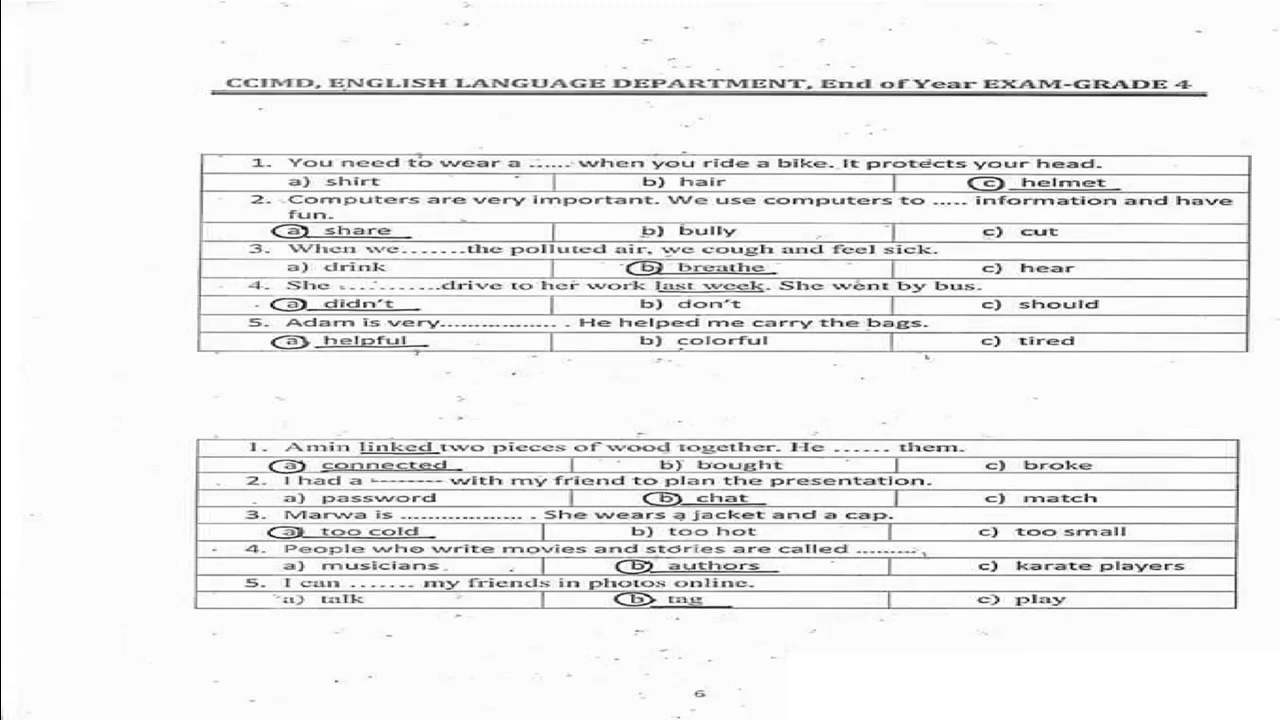 CCIMD, ENGLISH LANGUAGE DEPARTMENT, End of Year EXAM-GRADE 4
1. You need to wear a ...... when you ride a bike. It protects your head.
a) shirt b) hair c) helmet
2. Computers are very important. We use computers to ..... information and have
fun.
a) share b) bully c) cut
3. When we.......the polluted air, we cough and feel sick.
a) drink b) breathe c) hear
4. She ............drive to her work last week. She went by bus.
a) didn't b) don't c) should
5. Adam is very................. . He helped me carry the bags.
a) helpful b) colorful c) tired
1. Amin linked two pieces of wood together. He ...... them.
a) connected b) bought c) broke
2. I had a -------- with my friend to plan the presentation.
a) password b) chat c) match
3. Marwa is ................. . She wears a jacket and a cap.
a) too cold b) too hot c) too small
4. People who write movies and stories are called .........
a) musicians b) authors c) karate players
5. I can ....... my friends in photos online.
a) talk b) tag c) play
6